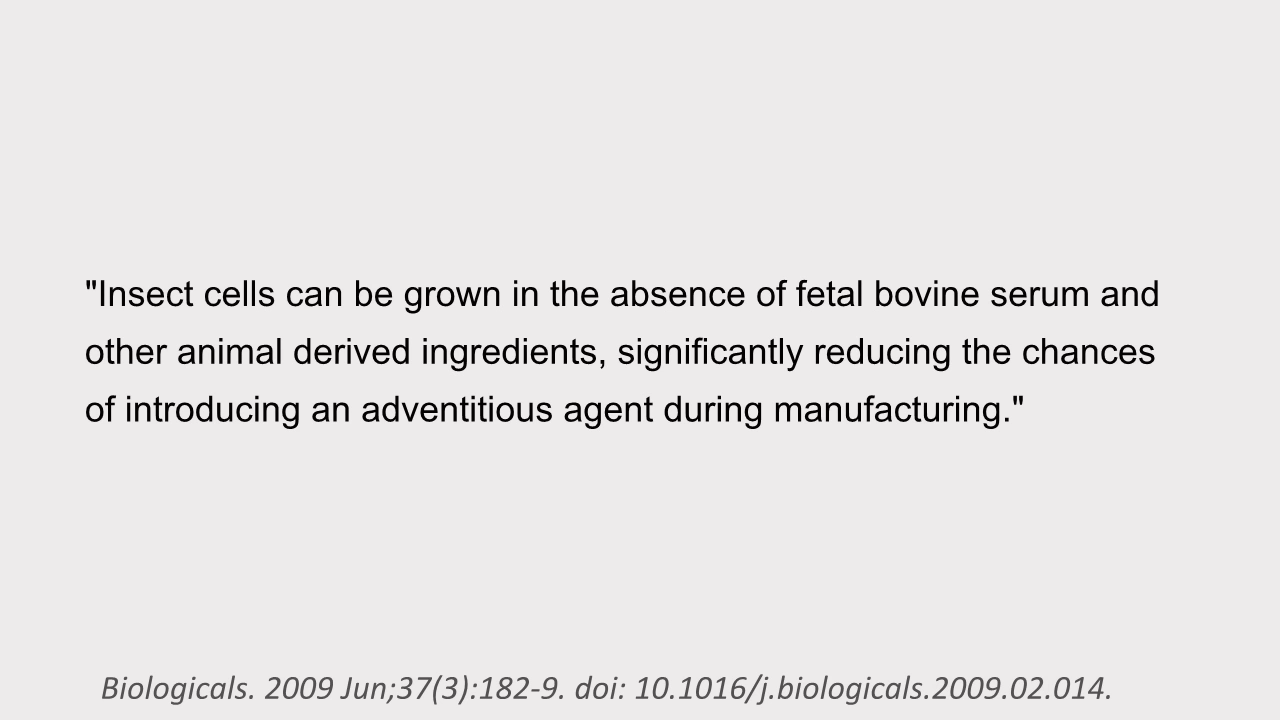 "Insect cells can be grown in the absence of fetal bovine serum and
other animal derived ingredients, significantly reducing the chances
of introducing an adventitious agent during manufacturing."
Biologicals. 2009 Jun;37(3):182-9. doi: 10.1016/j.biologicals.2009.02.014.